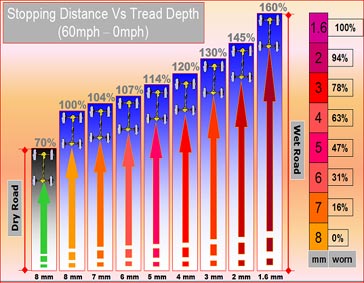 Stopping Distance Vs Tread Depth
(60mph – 0mph)
70%
100%
104%
107%
114%
120%
130%
145%
160%
Dry Road
Wet Road
8 mm
8 mm
7 mm
6 mm
5 mm
4 mm
3 mm
2 mm
1.6 mm
1.6 100%
2 94%
3 78%
4 63%
5 47%
6 31%
7 16%
8 0%
mm worn